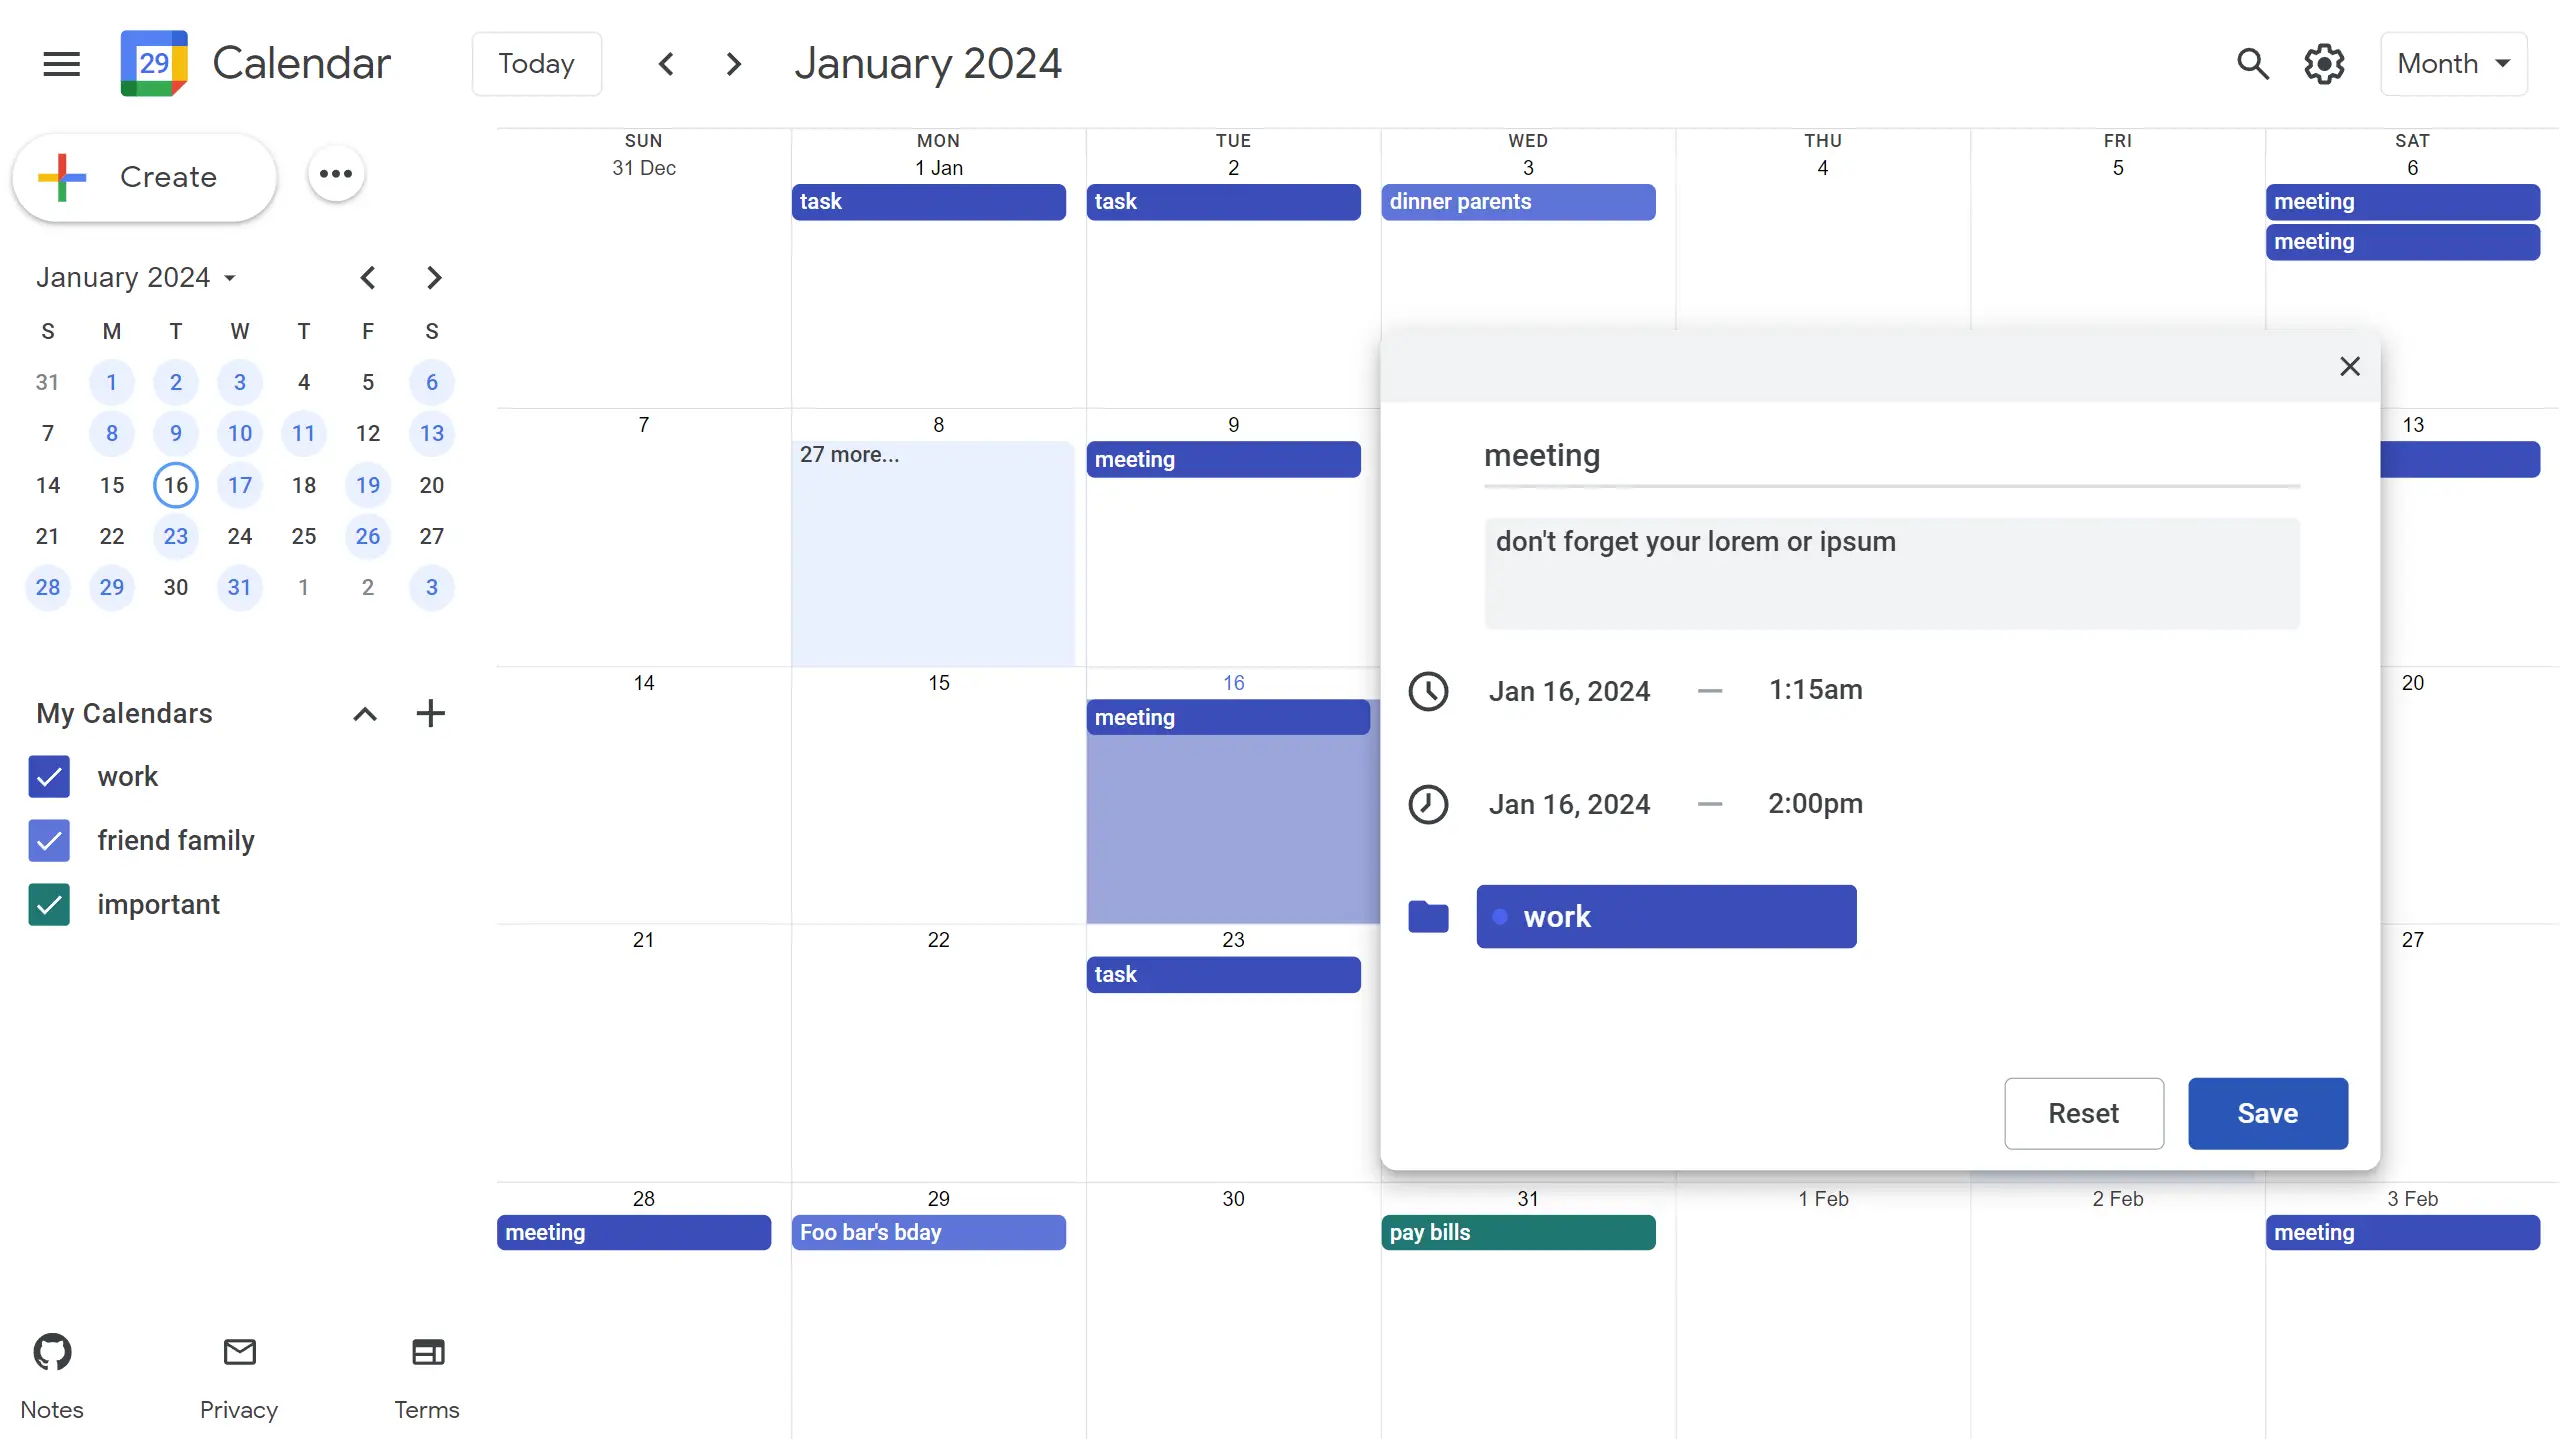 29 Calendar Today January 2024 Month
Create
January 2024
S M T W T F S
31 1 2 3 4 5 6
7 8 9 10 11 12 13
14 15 16 17 18 19 20
21 22 23 24 25 26 27
28 29 30 31 1 2 3
My Calendars
work
friend family
important
Notes Privacy Terms
SUN MON TUE WED THU FRI SAT
31 Dec 1 Jan 2 3 4 5 6
task task dinner parents meeting
meeting
7 8 9 13
27 more... meeting
14 15 16 20
meeting
21 22 23 27
task
28 29 30 31 1 Feb 2 Feb 3 Feb
meeting Foo bar's bday pay bills meeting
meeting
don't forget your lorem or ipsum
Jan 16, 2024 — 1:15am
Jan 16, 2024 — 2:00pm
work
Reset Save